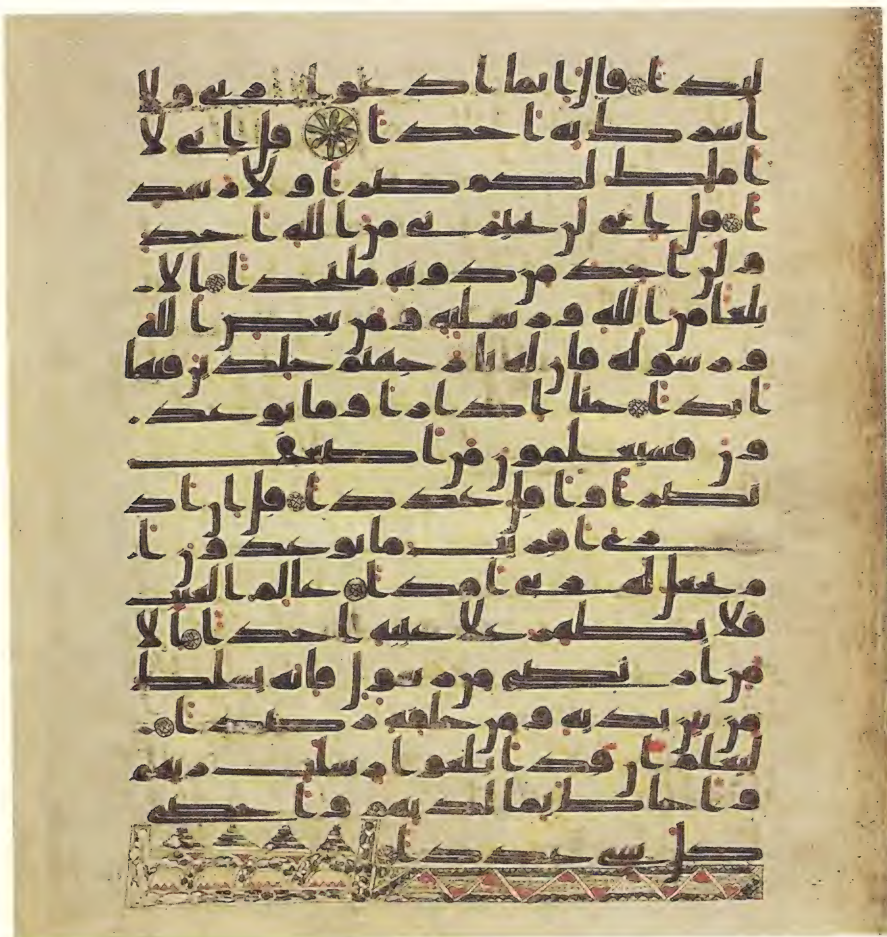 لبدا قال انما ادعوا ربى ولا
اشرك به احدا قل انى لا
املك لكم ضرا ولا رشد
ا قل انى لن يجيرنى من الله احد
ولن اجد من دونه ملتحدا الا
بلغا من الله ورسلته ومن يعص الله
ورسوله فان له نار جهنم خلدين فيها
ابدا حتى اذا راوا ما يوعد
ون فسيعلمون من اضعف
نصرا واقل عددا قل ان اد
رى اقريب ما توعدون ا
م يجعل له ربى امدا عالم الغيب
فلا يظهر على غيبه احدا الا
من ارتضى من رسول فانه يسلك
من بين يديه ومن خلفه رصدا
ليعلم ان قد ابلغوا رسلت ربهم
واحاط بما لديهم واحصى
كل شى عددا